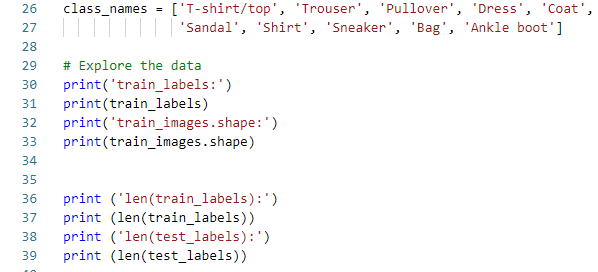 26 class_names = ['T-shirt/top', 'Trouser', 'Pullover', 'Dress', 'Coat',
27 'Sandal', 'Shirt', 'Sneaker', 'Bag', 'Ankle boot']
28
29 # Explore the data
30 print('train_labels:')
31 print(train_labels)
32 print('train_images.shape:')
33 print(train_images.shape)
34
35
36 print ('len(train_labels):')
37 print (len(train_labels))
38 print ('len(test_labels):')
39 print (len(test_labels))